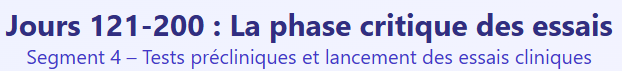 Jours 121-200 : La phase critique des essais
Segment 4 – Tests précliniques et lancement des essais cliniques